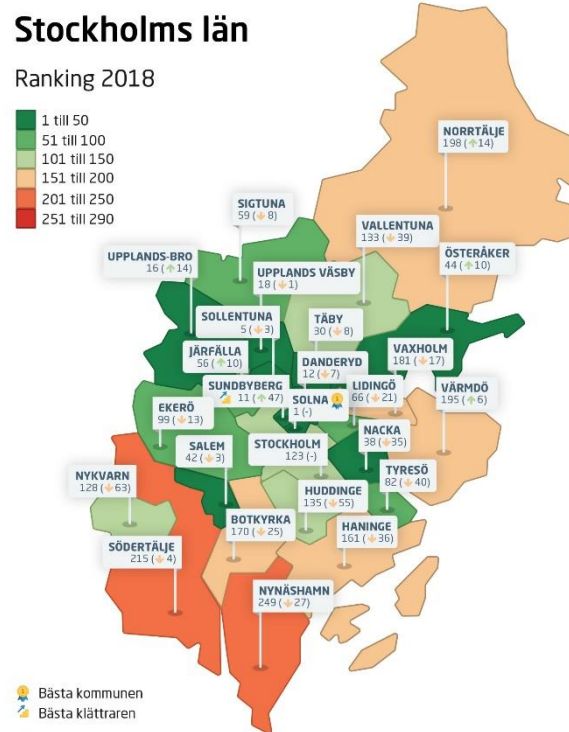 Stockholms län
Ranking 2018
1 till 50
51 till 100
101 till 150
151 till 200
201 till 250
251 till 290
NORRTÄLJE
198 (↑14)
SIGTUNA
59 (↓8)
VALLENTUNA
133 (↓39)
ÖSTERÅKER
44 (↑10)
UPPLANDS-BRO
16 (↑14)
UPPLANDS VÄSBY
18 (↓1)
SOLLENTUNA
5 (↓3)
TÄBY
30 (↓8)
VAXHOLM
181 (↓17)
JÄRFÄLLA
56 (↑10)
DANDERYD
12 (↓7)
SUNDBYBERG
11 (↑47)
SOLNA
1 (-)
LIDINGÖ
66 (↓21)
VÄRMDÖ
195 (↑6)
EKERÖ
99 (↓13)
NACKA
38 (↓35)
SALEM
42 (↓3)
STOCKHOLM
123 (-)
TYRESÖ
82 (↓40)
NYKVARN
128 (↓63)
HUDDINGE
135 (↓55)
BOTKYRKA
170 (↓25)
HANINGE
161 (↓36)
SÖDERTÄLJE
215 (↓4)
NYNÄSHAMN
249 (↓27)
1 Bästa kommunen
Bästa klättraren